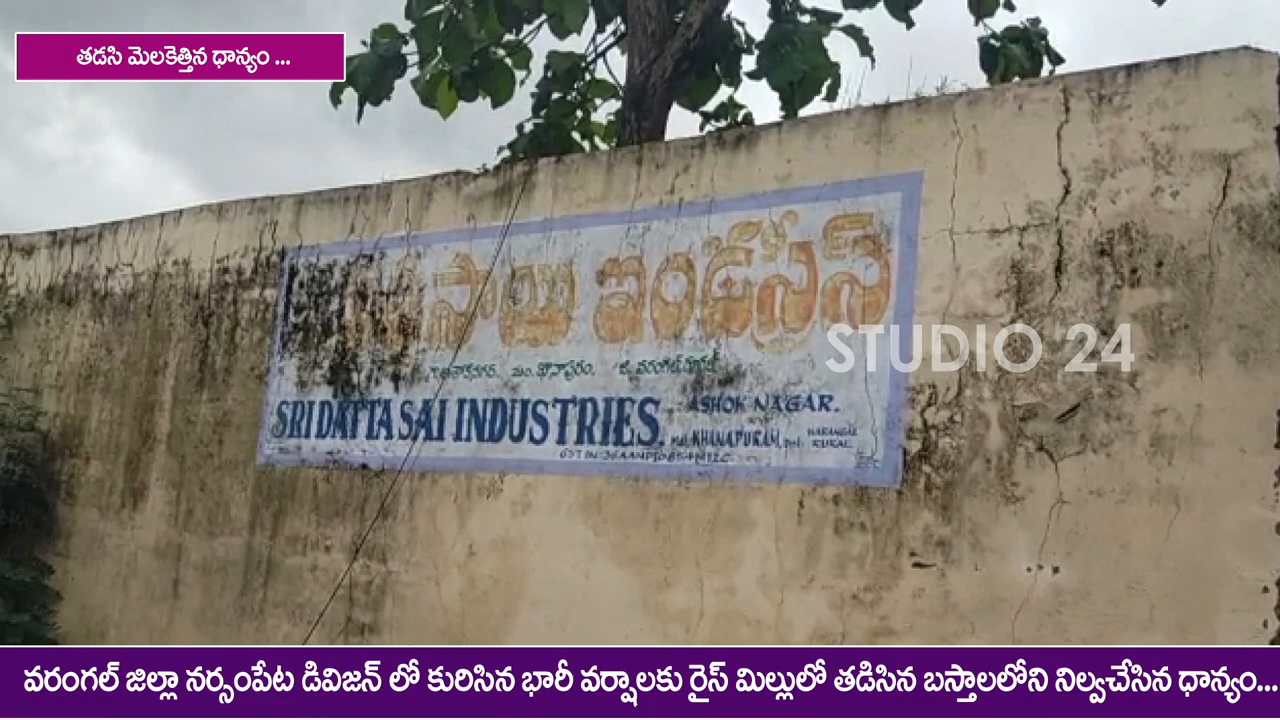 తడసి మెలకెత్తిన ధాన్యం ...
సాయి ఇండస్ట్రీస్
STUDIO 24
SRI DATTA SAI INDUSTRIES. ASHOK NAGAR.
KHANAPURAM, WARANGAL
RURAL
వరంగల్ జిల్లా నర్సంపేట డివిజన్ లో కురిసిన భారీ వర్షాలకు రైస్ మిల్లులో తడిసిన బస్తాలలోని నిల్వచేసిన ధాన్యం...